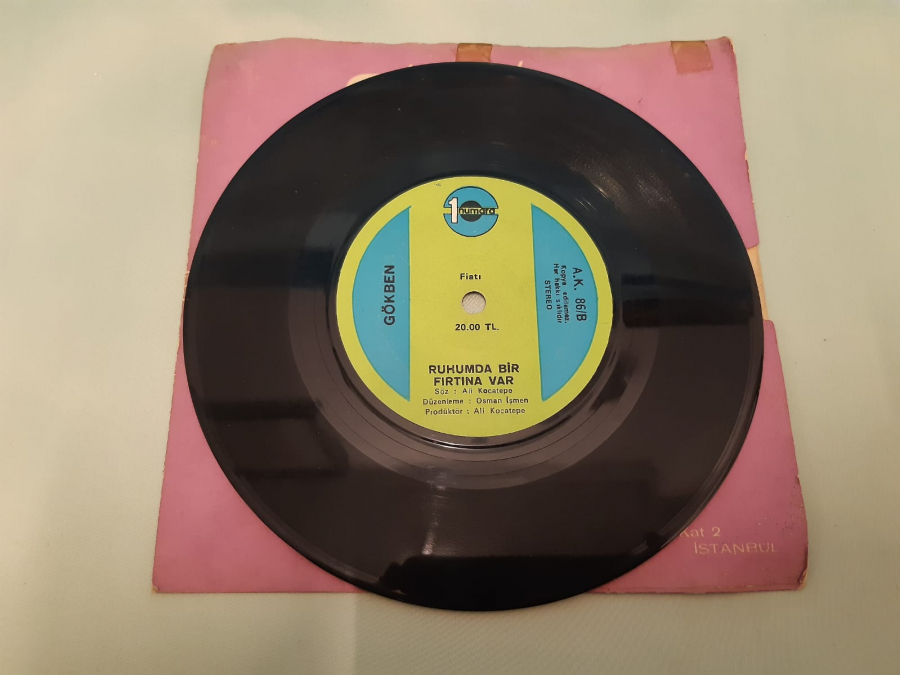 1 numara
Fiatı
20.00 TL.
GÖKBEN
A.K. 86/B
Kopya edilemez.
Her hakkı saklıdır
STEREO
RUHUMDA BİR
FIRTINA VAR
Söz : Ali Kocatepe
Düzenleme : Osman İşmen
Prodüktör : Ali Kocatepe
Kat 2
İSTANBUL